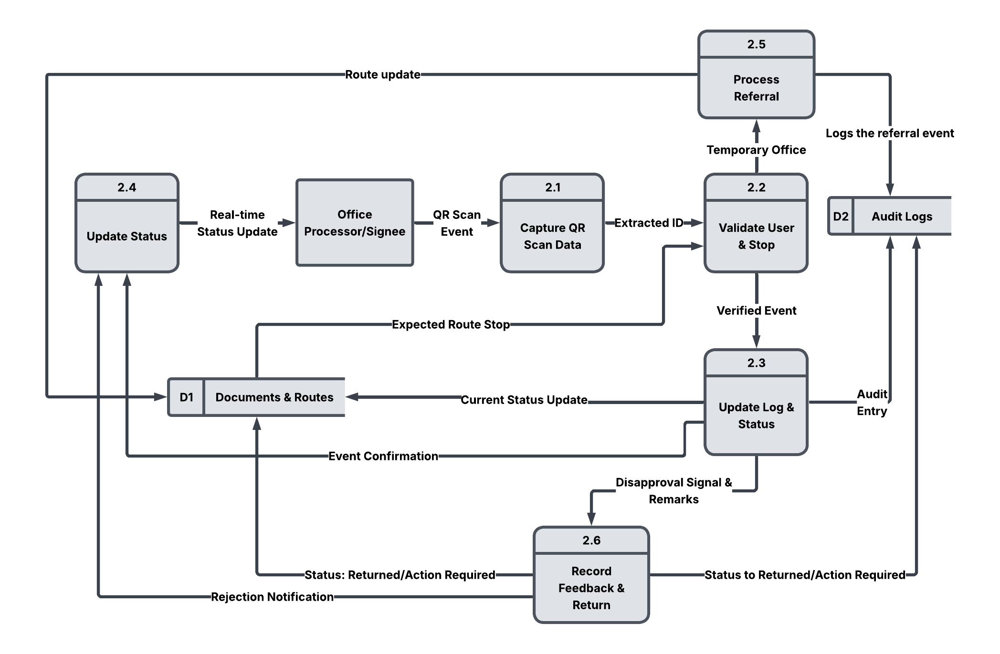 2.5
Process
Referral
Route update
Logs the referral event
Temporary Office
2.4
Update Status
Real-time
Status Update
Office
Processor/Signee
QR Scan
Event
2.1
Capture QR
Scan Data
Extracted ID
2.2
Validate User
& Stop
D2
Audit Logs
Verified Event
Expected Route Stop
2.3
Update Log &
Status
D1
Documents & Routes
Current Status Update
Audit
Entry
Event Confirmation
Disapproval Signal &
Remarks
2.6
Record
Feedback &
Return
Status: Returned/Action Required
Status to Returned/Action Required
Rejection Notification